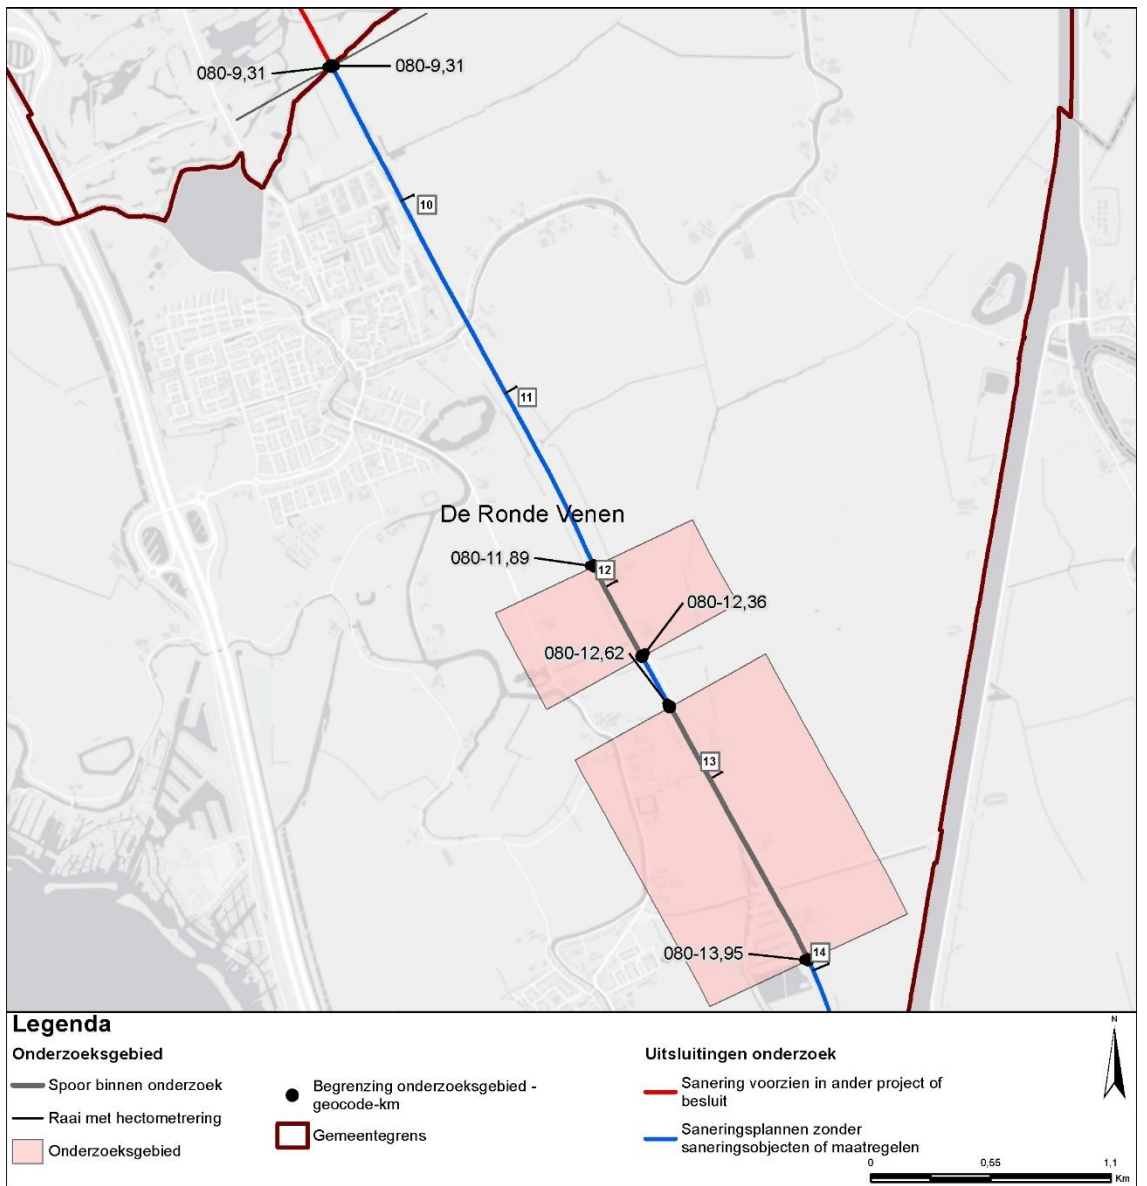 080-9,31
080-9,31
10
11
De Ronde Venen
080-11,89
12
080-12,36
080-12,62
13
080-13,95
14
Legenda
Onderzoeksgebied
Spoor binnen onderzoek
Raai met hectometrering
Onderzoeksgebied
Begrenzing onderzoeksgebied -
geocode-km
Gemeentegrens
Uitsluitingen onderzoek
Sanering voorzien in ander project of
besluit
Saneringsplannen zonder
saneringsobjecten of maatregelen
N
0 0,55 1,1
Km